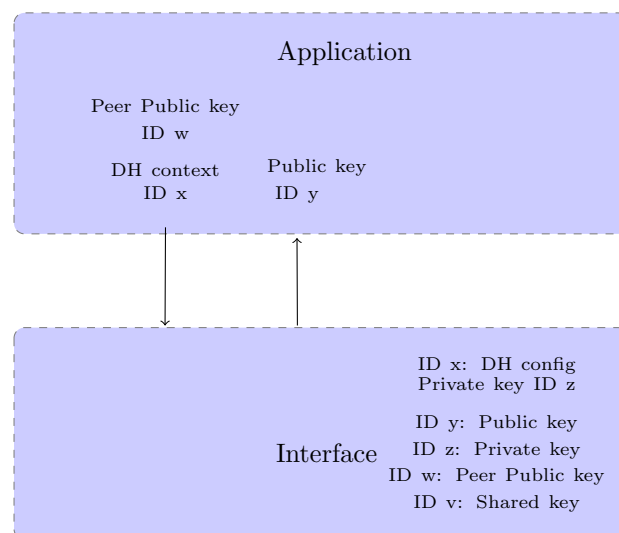 Application
Peer Public key
ID w
DH context
ID x
Public key
ID y
ID x: DH config
Private key ID z
ID y: Public key
Interface
ID z: Private key
ID w: Peer Public key
ID v: Shared key